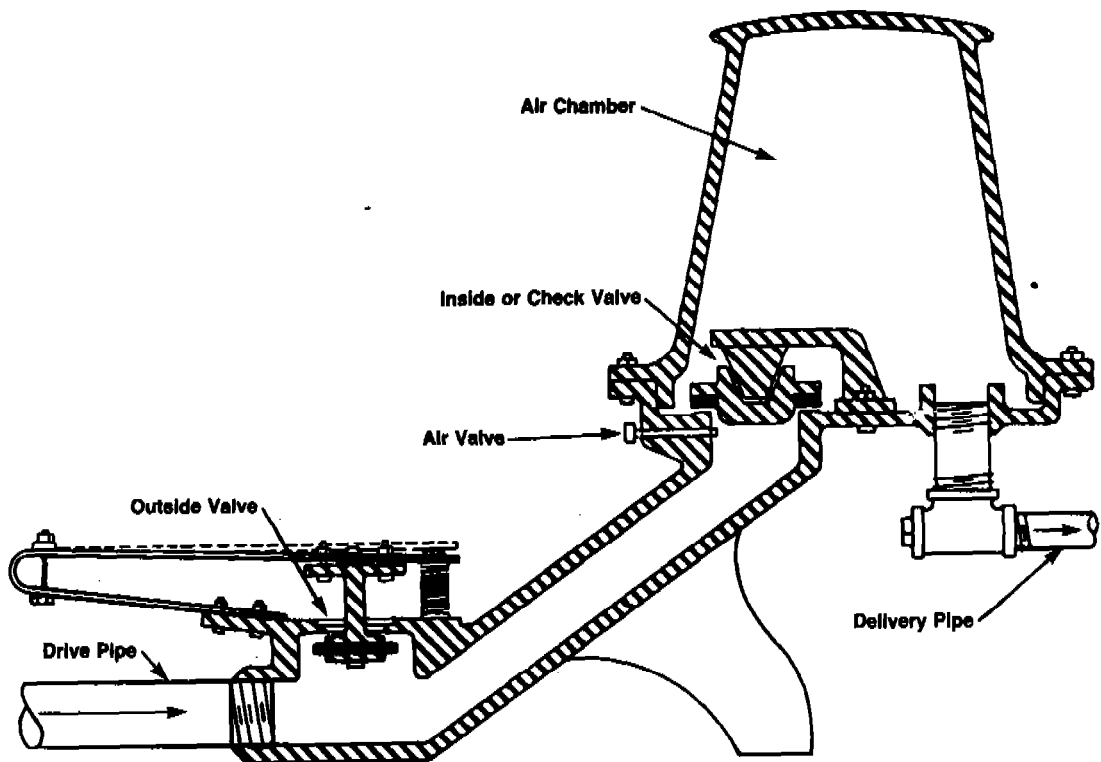 Air Chamber
Inside or Check Valve
Air Valve
Outside Valve
Delivery Pipe
Drive Pipe